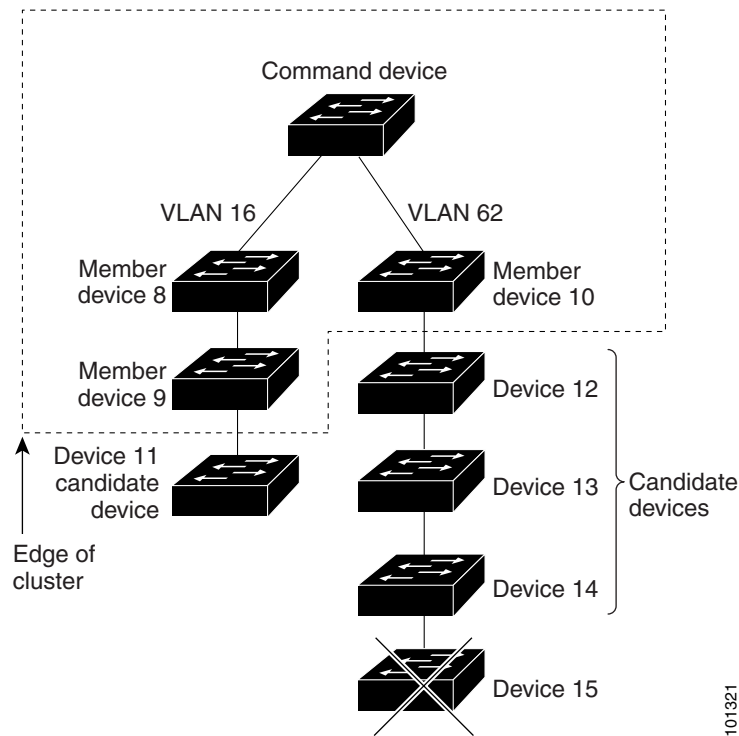 Command device
VLAN 16
VLAN 62
Member
device 8
Member
device 10
Member
device 9
Device 12
Device 11
candidate
device
Device 13
Candidate
devices
Edge of
cluster
Device 14
Device 15
101321